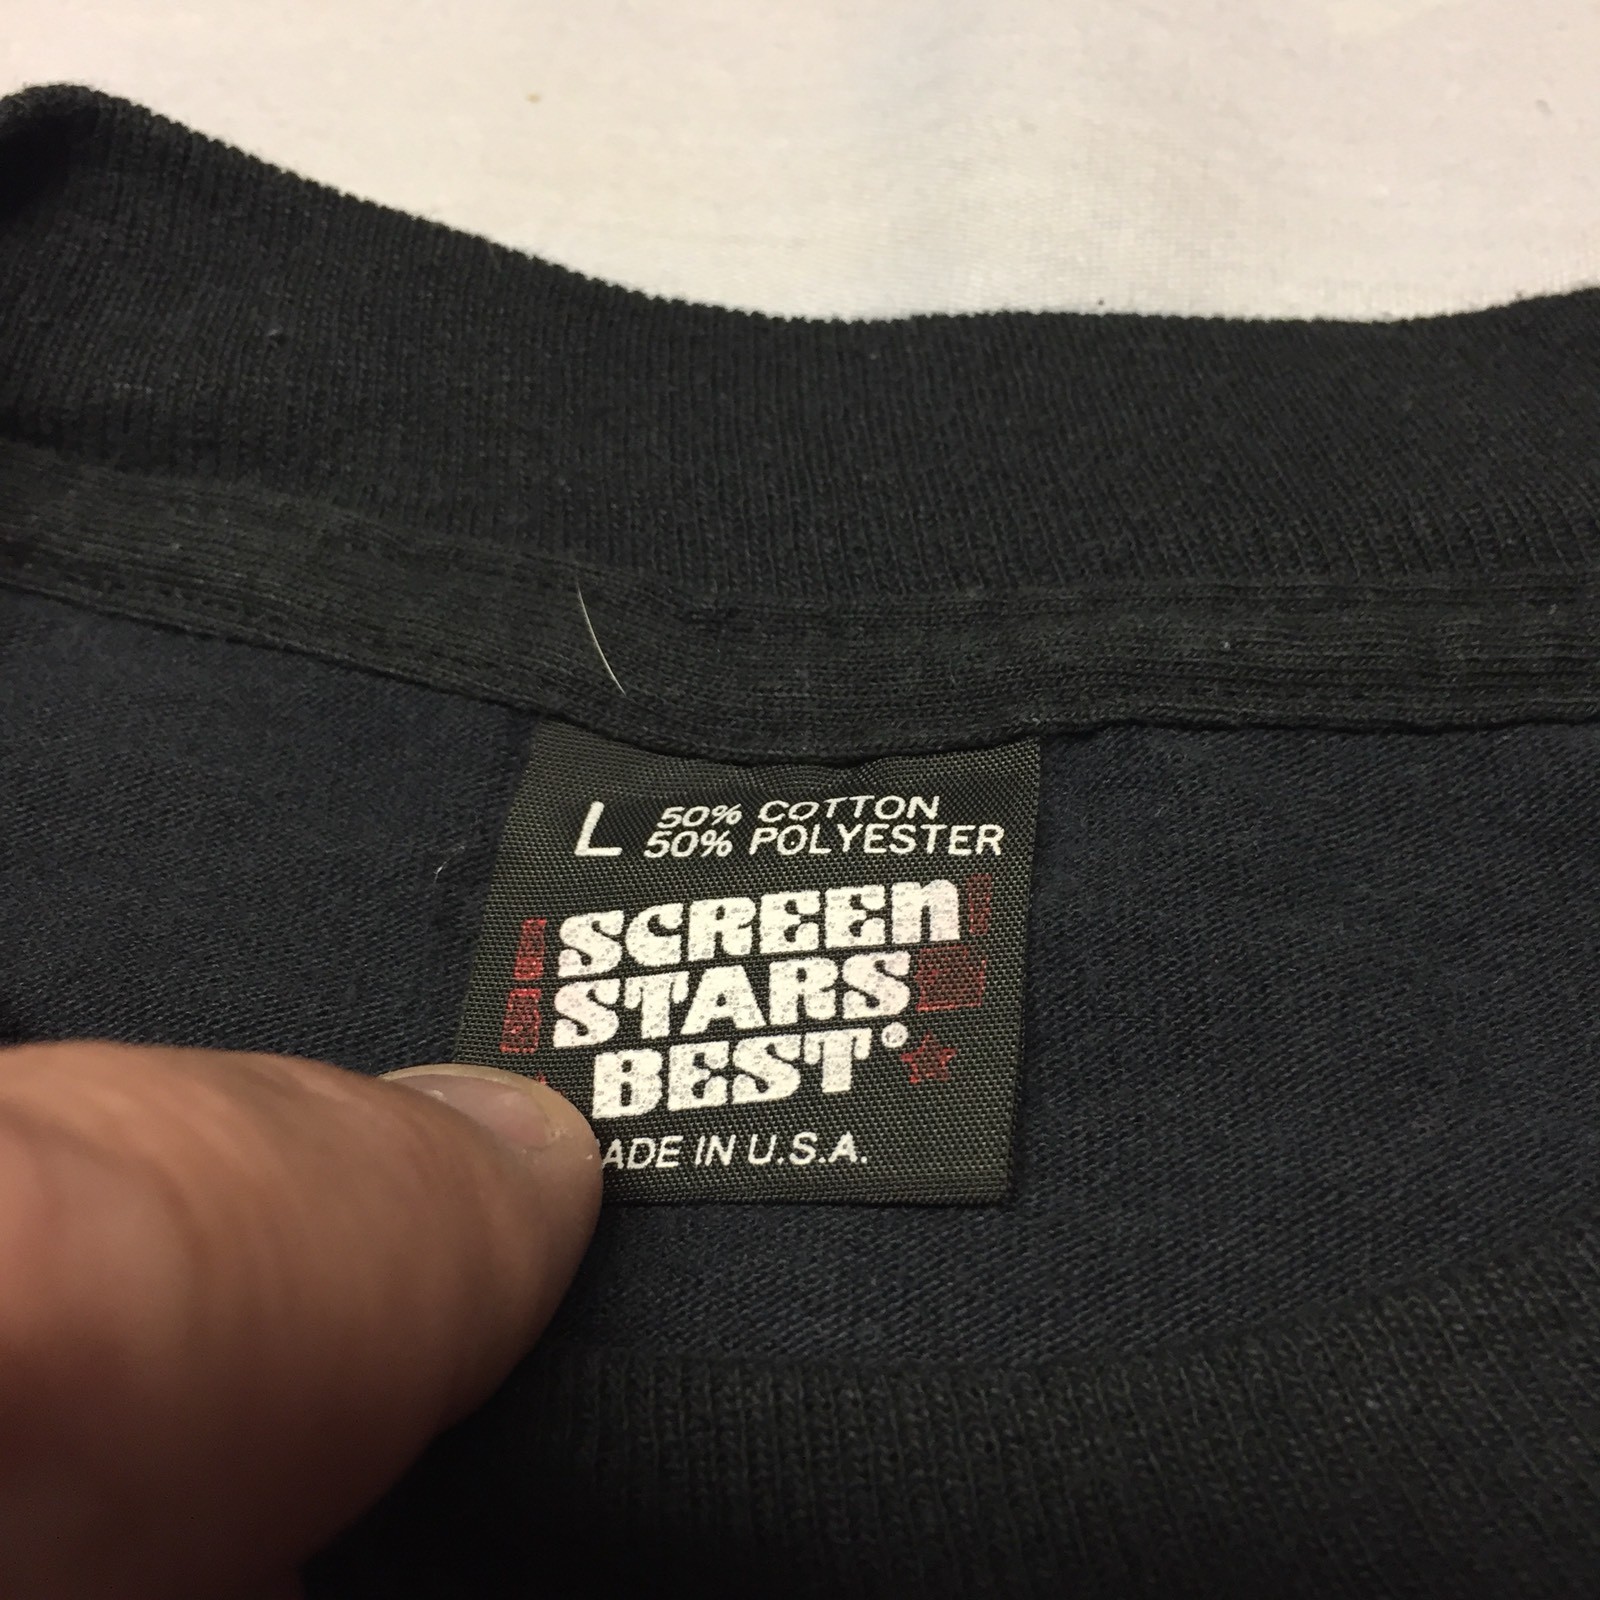 L 50% COTTON
50% POLYESTER
SCREEN
STARS
BEST®
ADE IN U.S.A.